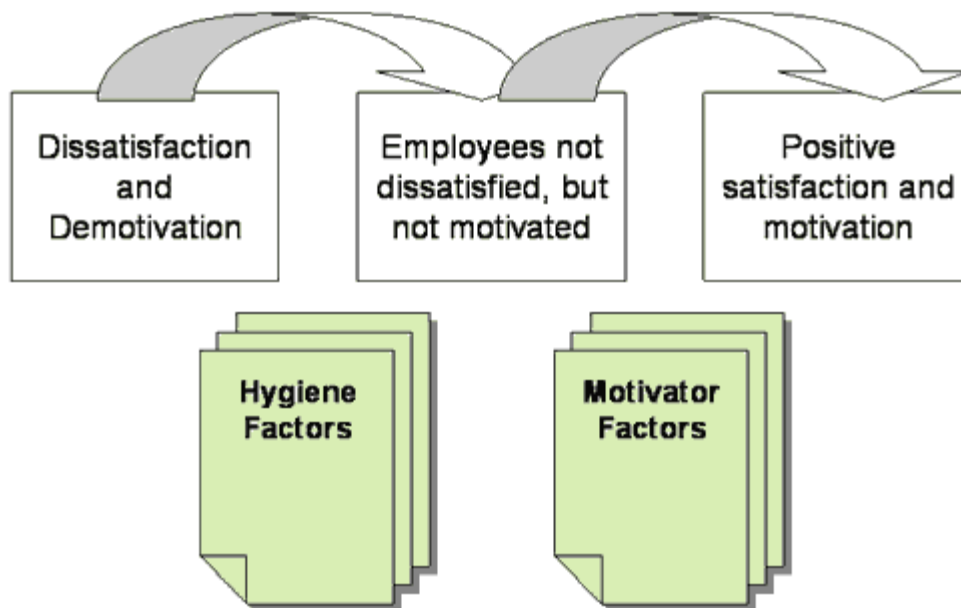 Dissatisfaction
and
Demotivation
Employees not
dissatisfied, but
not motivated
Positive
satisfaction and
motivation
Hygiene
Factors
Motivator
Factors